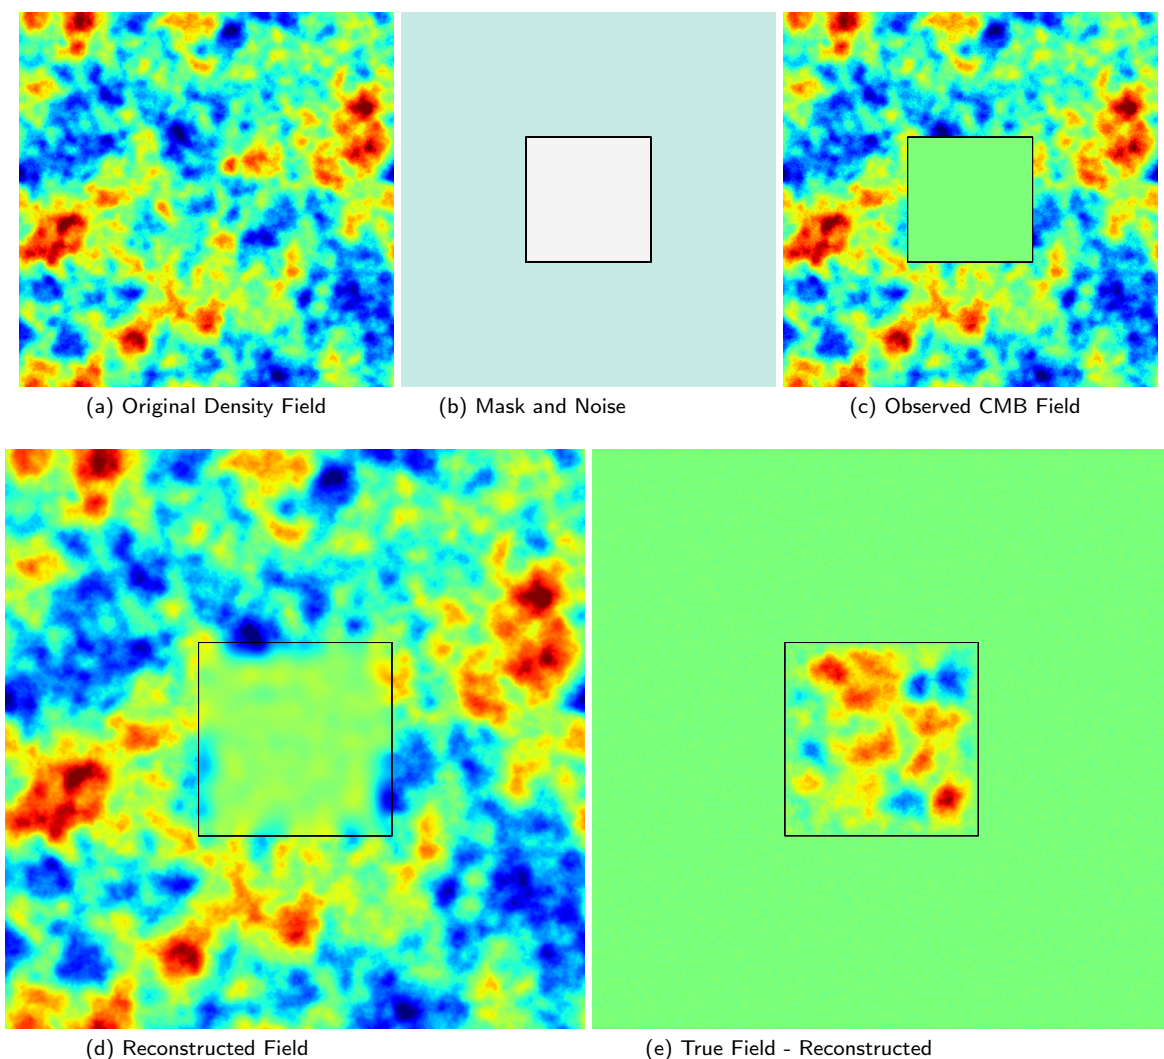 (a) Original Density Field
(b) Mask and Noise
(c) Observed CMB Field
(d) Reconstructed Field
(e) True Field - Reconstructed